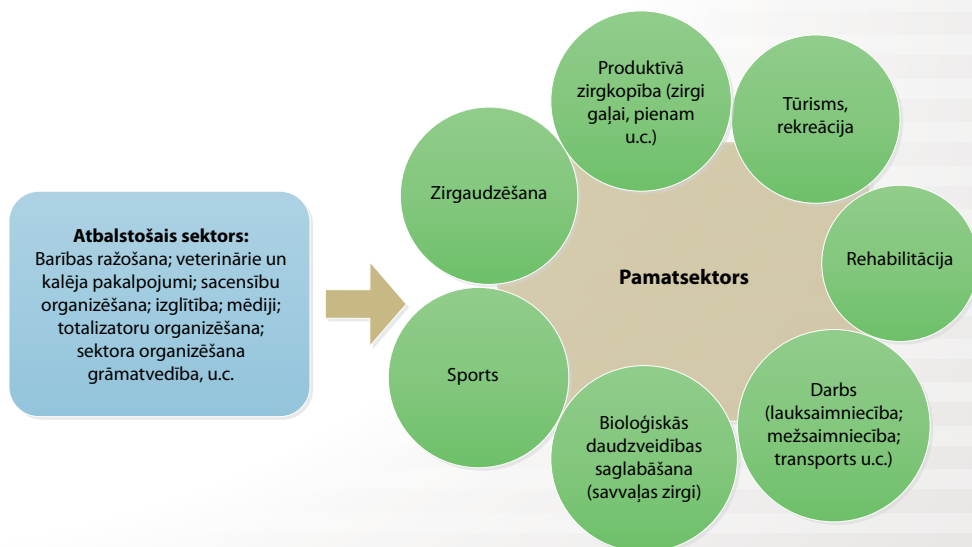 Atbalstošais sektors:
Barības ražošana; veterinārie un
kalēja pakalpojumi; sacensību
organizēšana; izglītība; mēdiji;
totalizatoru organizēšana;
sektora organizēšana
grāmatvedība, u.c.
Zirgaudzēšana
Produktīvā
zirgkopība (zirgi
gaļai, pienam
u.c.)
Tūrisms,
rekreācija
Rehabilitācija
Pamatsektors
Sports
Bioloģiskās
daudzveidības
saglabāšana
(savvaļas zirgi)
Darbs
(lauksaimniecība;
mežsaimniecība;
transports u.c.)